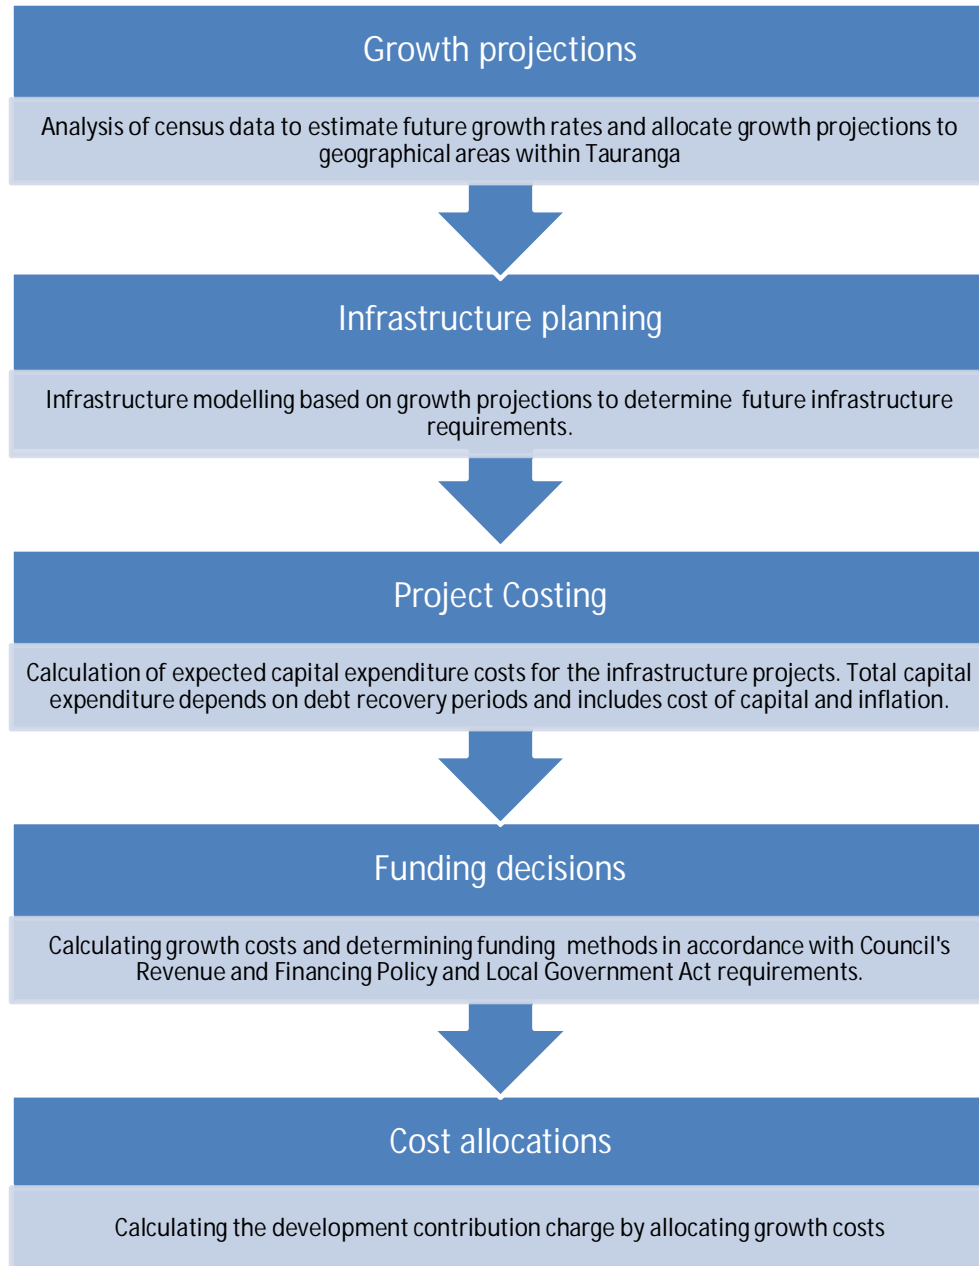 Growth projections
Analysis of census data to estimate future growth rates and allocate growth projections to
geographical areas within Tauranga
Infrastructure planning
Infrastructure modelling based on growth projections to determine  future infrastructure
requirements.
Project Costing
Calculation of expected capital expenditure costs for the infrastructure projects. Total capital
expenditure depends on debt recovery periods and includes cost of capital and inflation.
Funding decisions
Calculating growth costs and determining funding  methods in accordance with Council's
Revenue and Financing Policy and Local Government Act requirements.
Cost allocations
Calculating the development contribution charge by allocating growth costs